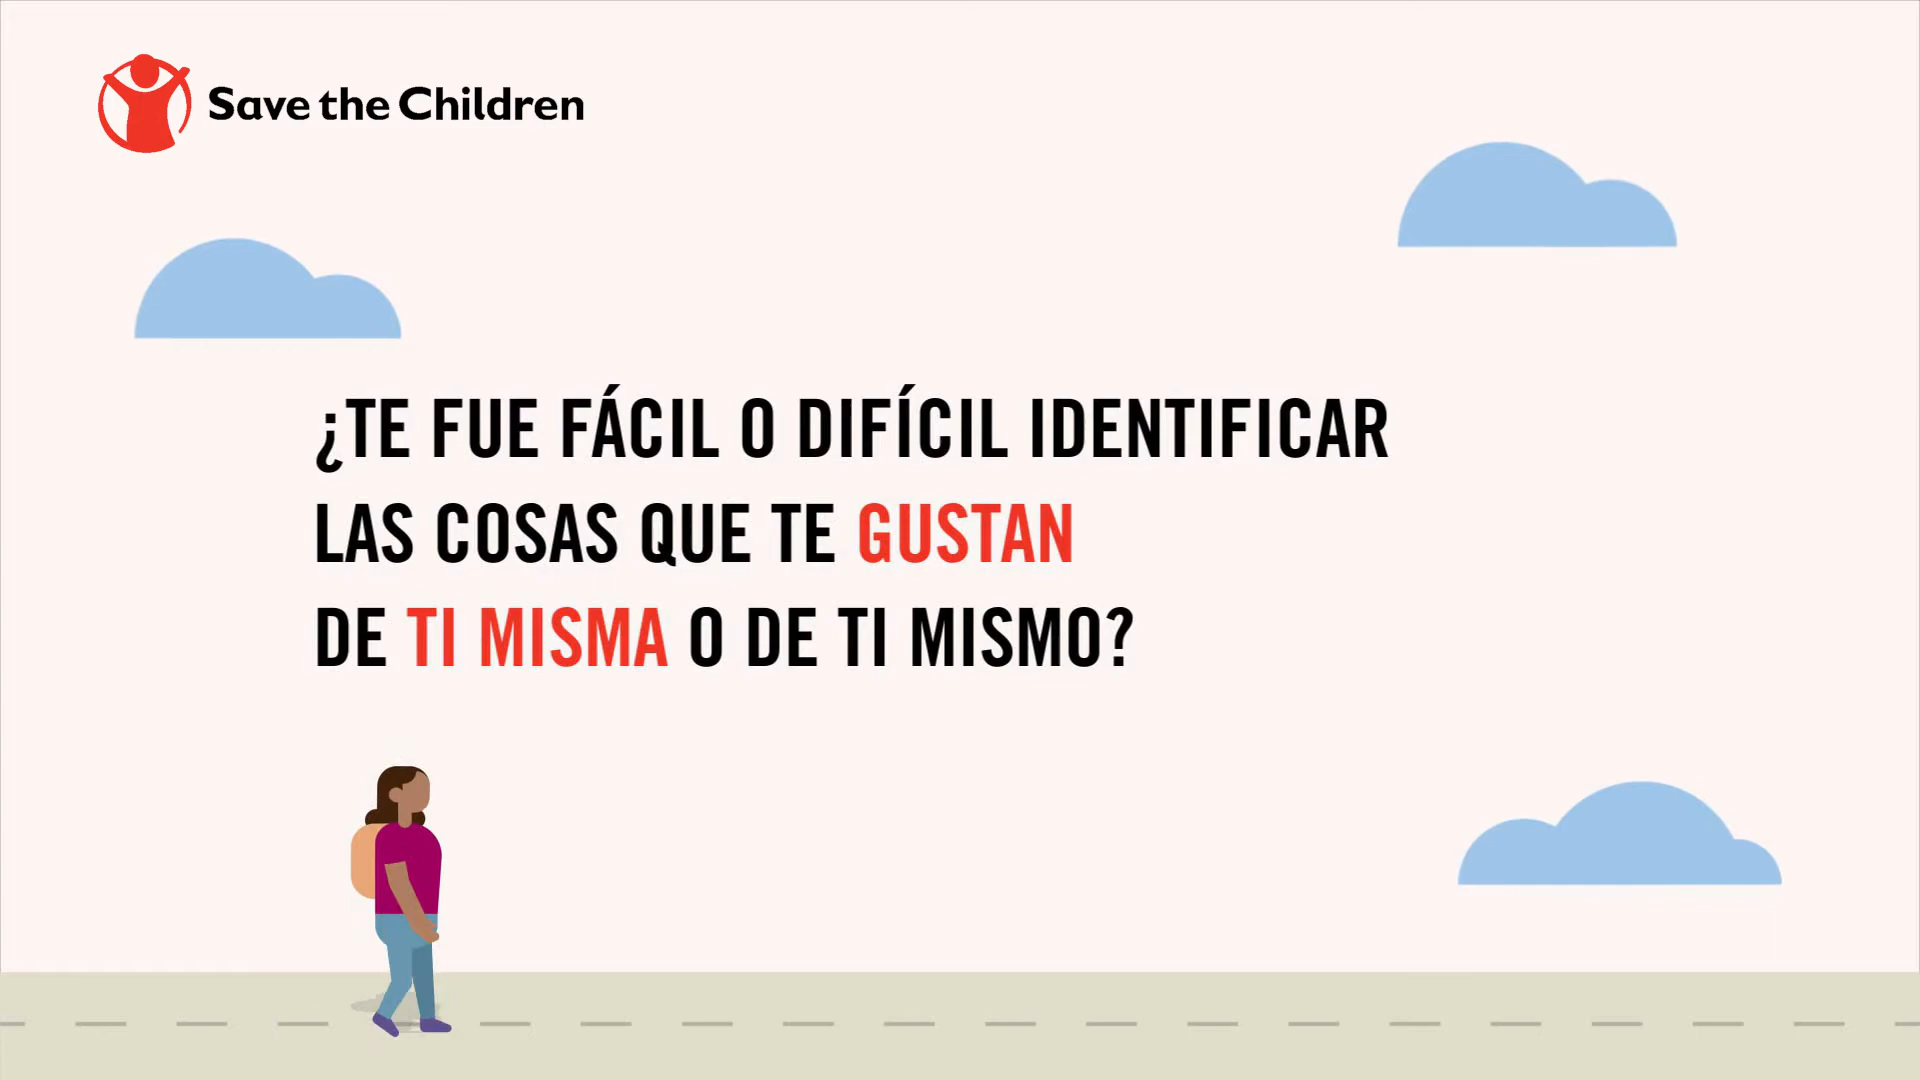 Save the Children
¿TE FUE FÁCIL O DIFÍCIL IDENTIFICAR
LAS COSAS QUE TE GUSTAN
DE TI MISMA O DE TI MISMO?